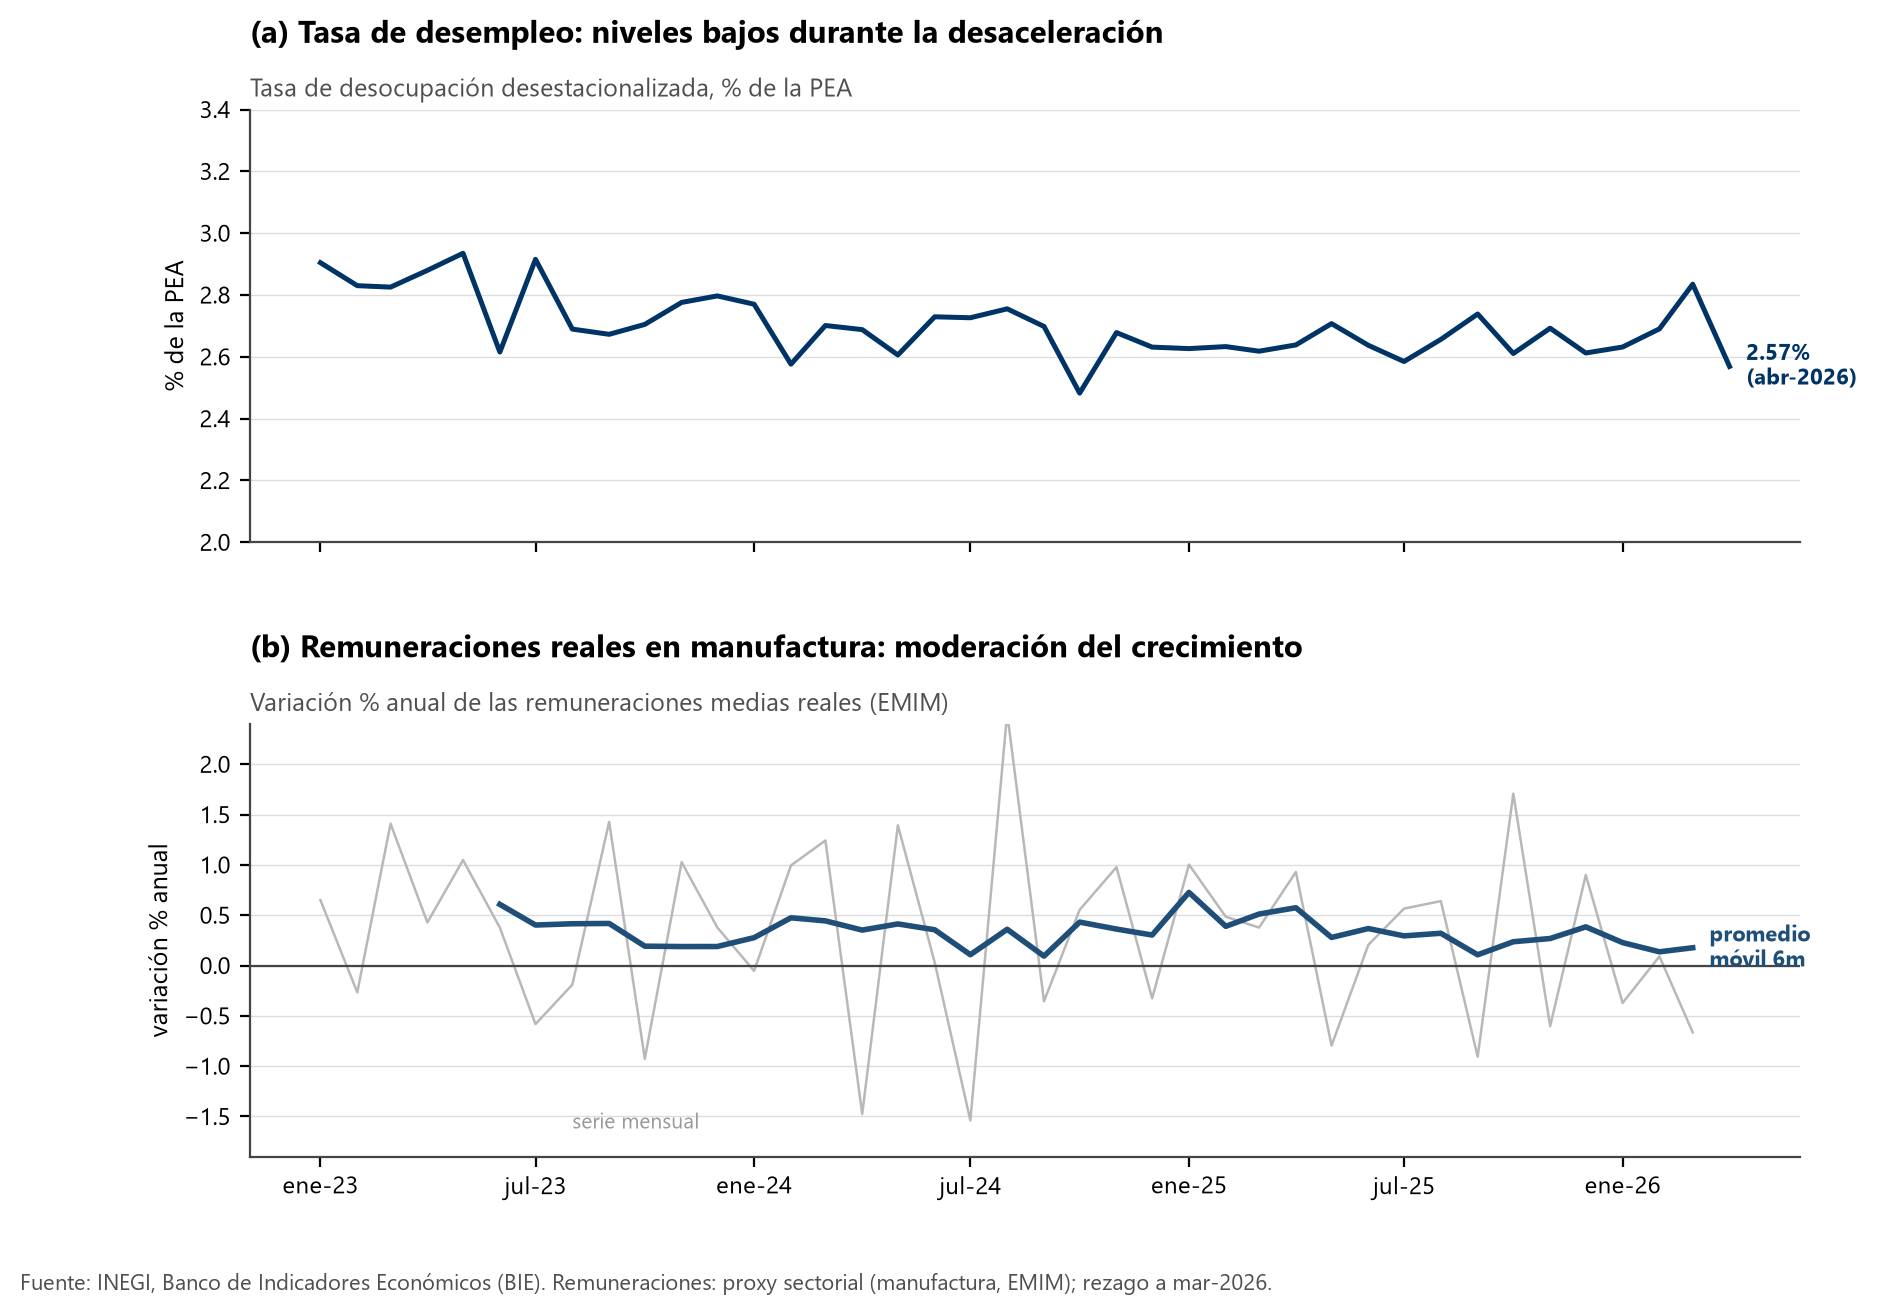 (a) Tasa de desempleo: niveles bajos durante la desaceleración
Tasa de desocupación desestacionalizada, % de la PEA
3.4
3.2
3.0
2.8
2.6
2.4
2.2
2.0
% de la PEA
2.57%
(abr-2026)
(b) Remuneraciones reales en manufactura: moderación del crecimiento
Variación % anual de las remuneraciones medias reales (EMIM)
2.0
1.5
1.0
0.5
0.0
−0.5
−1.0
−1.5
variación % anual
promedio
móvil 6m
serie mensual
ene-23
jul-23
ene-24
jul-24
ene-25
jul-25
ene-26
Fuente: INEGI, Banco de Indicadores Económicos (BIE). Remuneraciones: proxy sectorial (manufactura, EMIM); rezago a mar-2026.